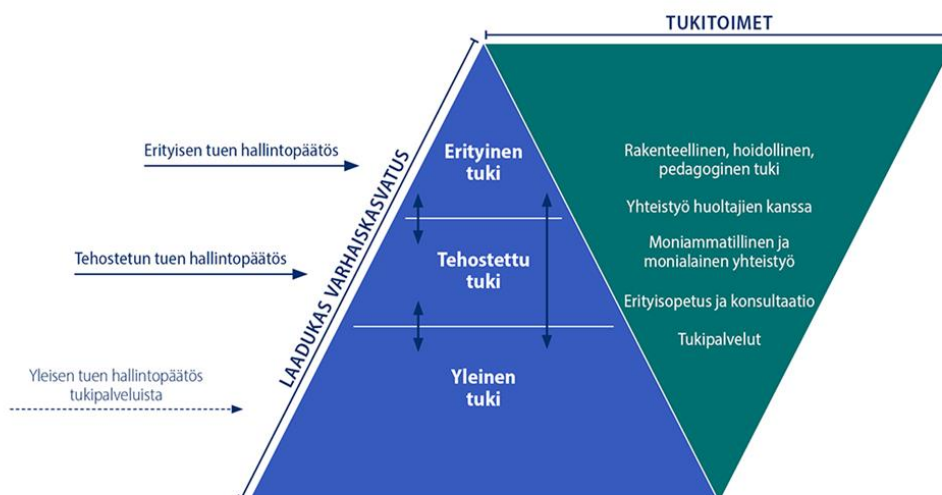 TUKITOIMET
LAADUKAS VARHAISKASVATUS
Erityisen tuen hallintopäätös
Tehostetun tuen hallintopäätös
Yleisen tuen hallintopäätös
tukipalveluista
Erityinen
tuki
Tehostettu
tuki
Yleinen
tuki
Rakenteellinen, hoidollinen,
pedagoginen tuki
Yhteistyö huoltajien kanssa
Moniammatillinen ja
monialainen yhteistyö
Erityisopetus ja konsultaatio
Tukipalvelut